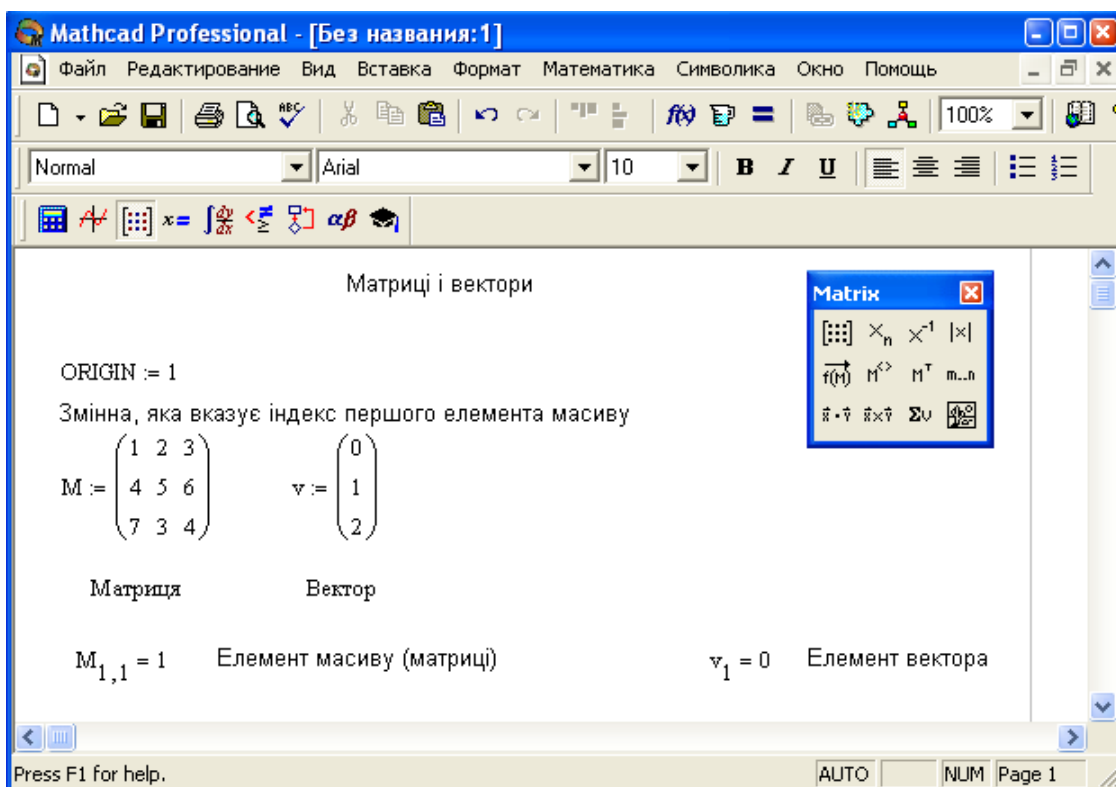 Mathcad Professional - [Без названия:1]
Файл Редактирование Вид Вставка Формат Математика Символика Окно Помощь
100%
Normal Arial 10 B I U
Матриці і вектори
Matrix
ORIGIN := 1
Змінна, яка вказує індекс першого елемента масиву
M := (1 2 3
4 5 6
7 3 4)
v := (0
1
2)
Матриця Вектор
M1,1 = 1 Елемент масиву (матриці) v1 = 0 Елемент вектора
Press F1 for help. AUTO NUM Page 1